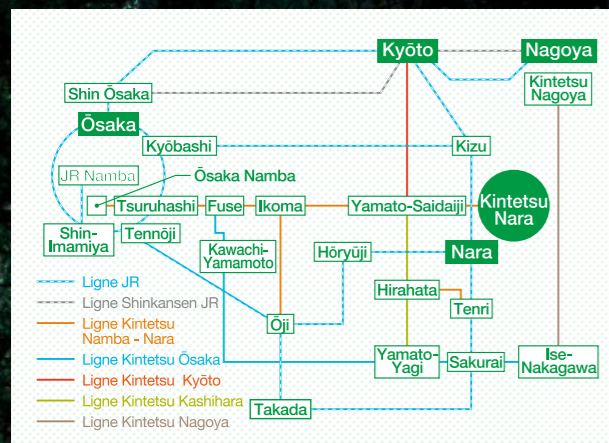 Kyōto
Nagoya
Kintetsu
Nagoya
Shin Ōsaka
Ōsaka
Kyōbashi
Kizu
JR Namba
Ōsaka Namba
Tsuruhashi
Fuse
Ikoma
Yamato-Saidaiji
Kintetsu
Nara
Shin-
Imamiya
Tennōji
Kawachi-
Yamamoto
Hōryūji
Nara
Hirahata
Tenri
Ōji
Yamato-
Yagi
Sakurai
Ise-
Nakagawa
Takada
Ligne JR
Ligne Shinkansen JR
Ligne Kintetsu
Namba - Nara
Ligne Kintetsu Ōsaka
Ligne Kintetsu Kyōto
Ligne Kintetsu Kashihara
Ligne Kintetsu Nagoya